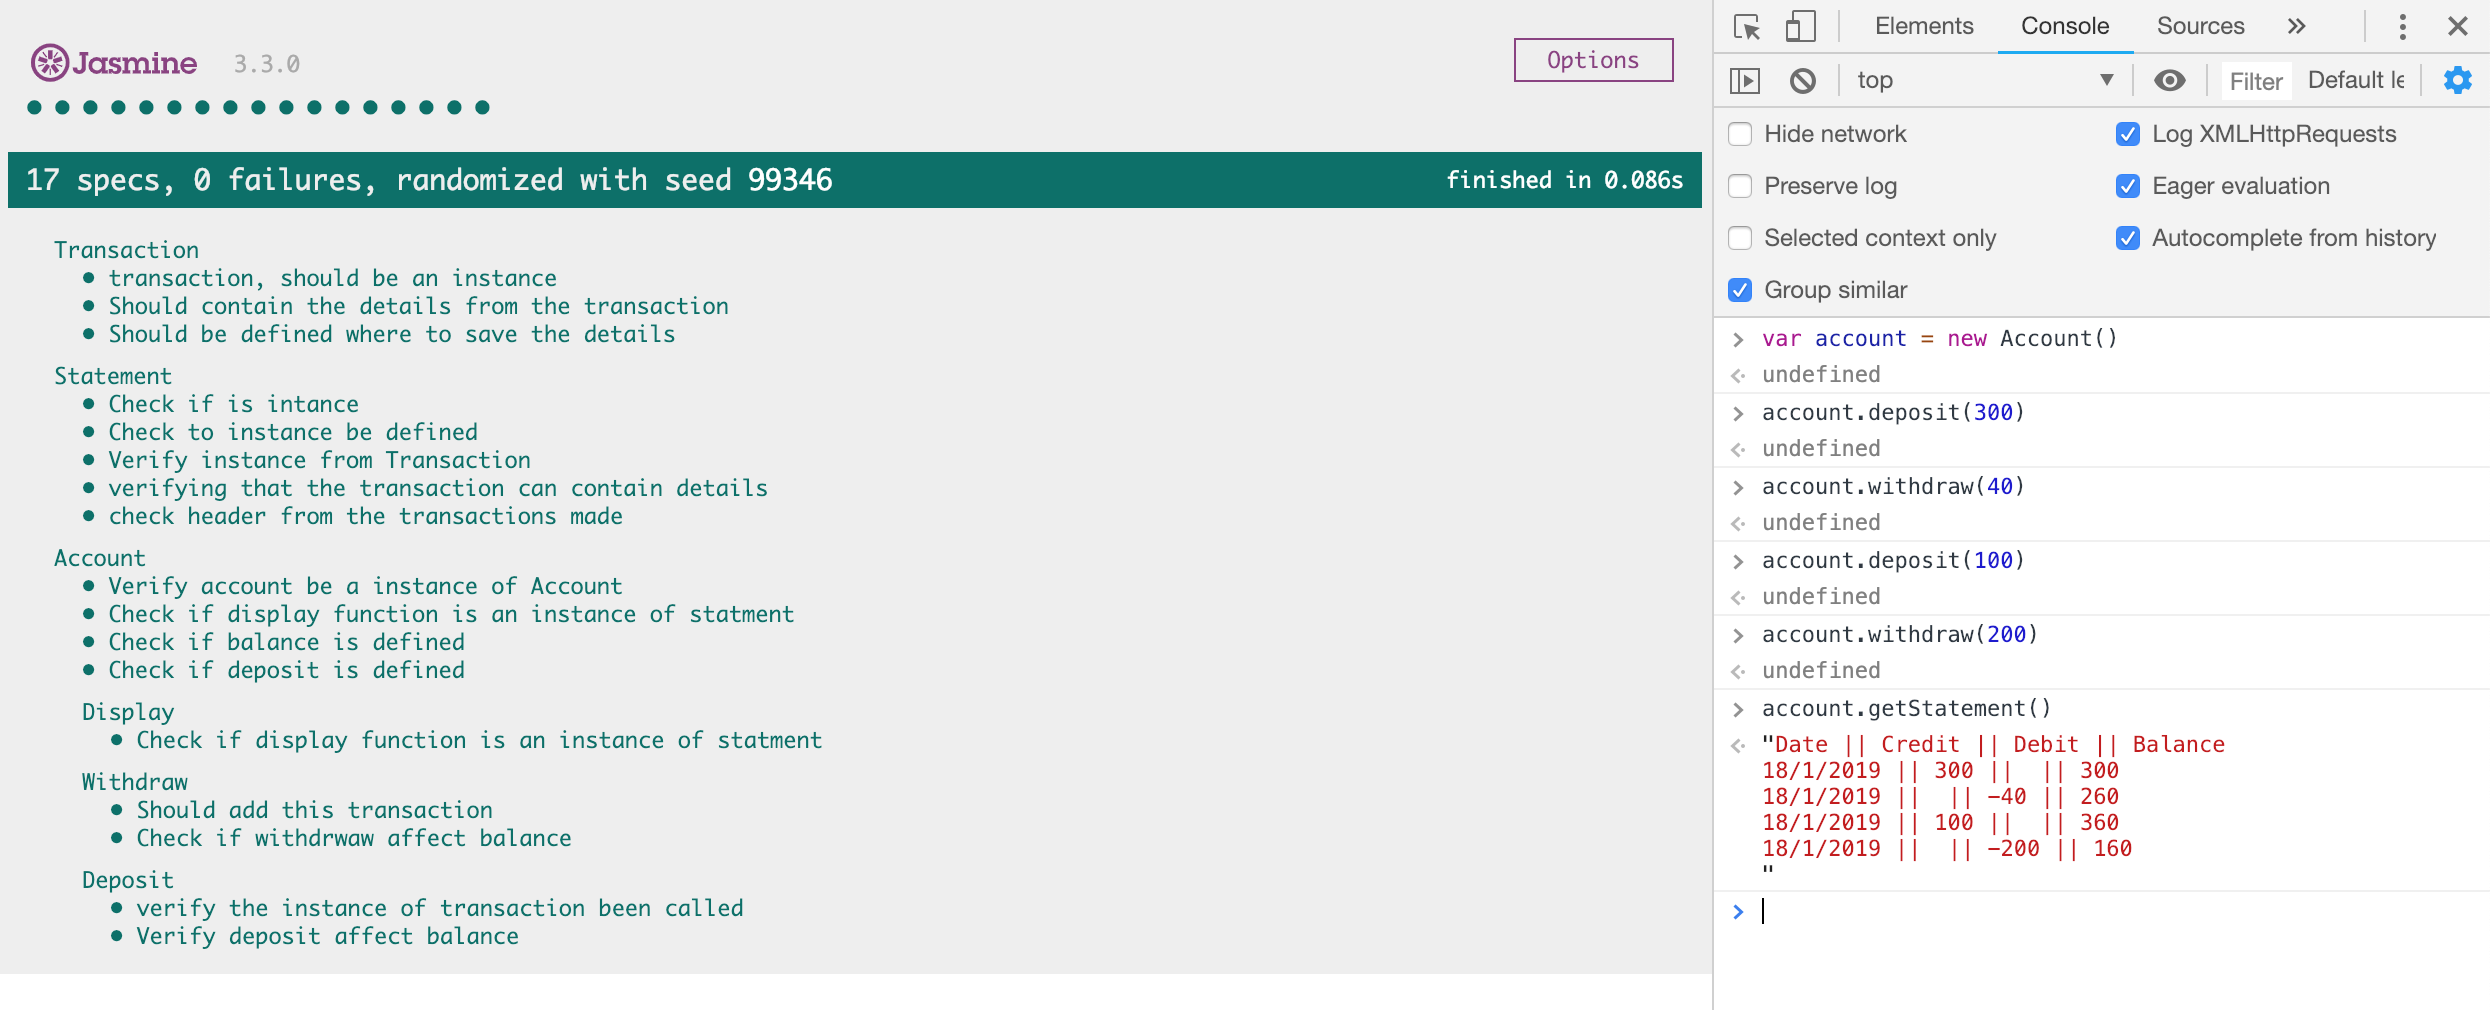 Jasmine 3.3.0
Options
17 specs, 0 failures, randomized with seed 99346
finished in 0.086s
Transaction
• transaction, should be an instance
• Should contain the details from the transaction
• Should be defined where to save the details
Statement
• Check if is intance
• Check to instance be defined
• Verify instance from Transaction
• verifying that the transaction can contain details
• check header from the transactions made
Account
• Verify account be a instance of Account
• Check if display function is an instance of statment
• Check if balance is defined
• Check if deposit is defined
Display
• Check if display function is an instance of statment
Withdraw
• Should add this transaction
• Check if withdrwaw affect balance
Deposit
• verify the instance of transaction been called
• Verify deposit affect balance
Elements Console Sources »
top Filter Default le
Hide network Log XMLHttpRequests
Preserve log Eager evaluation
Selected context only Autocomplete from history
Group similar
> var account = new Account()
undefined
> account.deposit(300)
undefined
> account.withdraw(40)
undefined
> account.deposit(100)
undefined
> account.withdraw(200)
undefined
> account.getStatement()
"Date || Credit || Debit || Balance
18/1/2019 || 300 ||  || 300
18/1/2019 ||  || -40 || 260
18/1/2019 || 100 ||  || 360
18/1/2019 ||  || -200 || 160
"
>